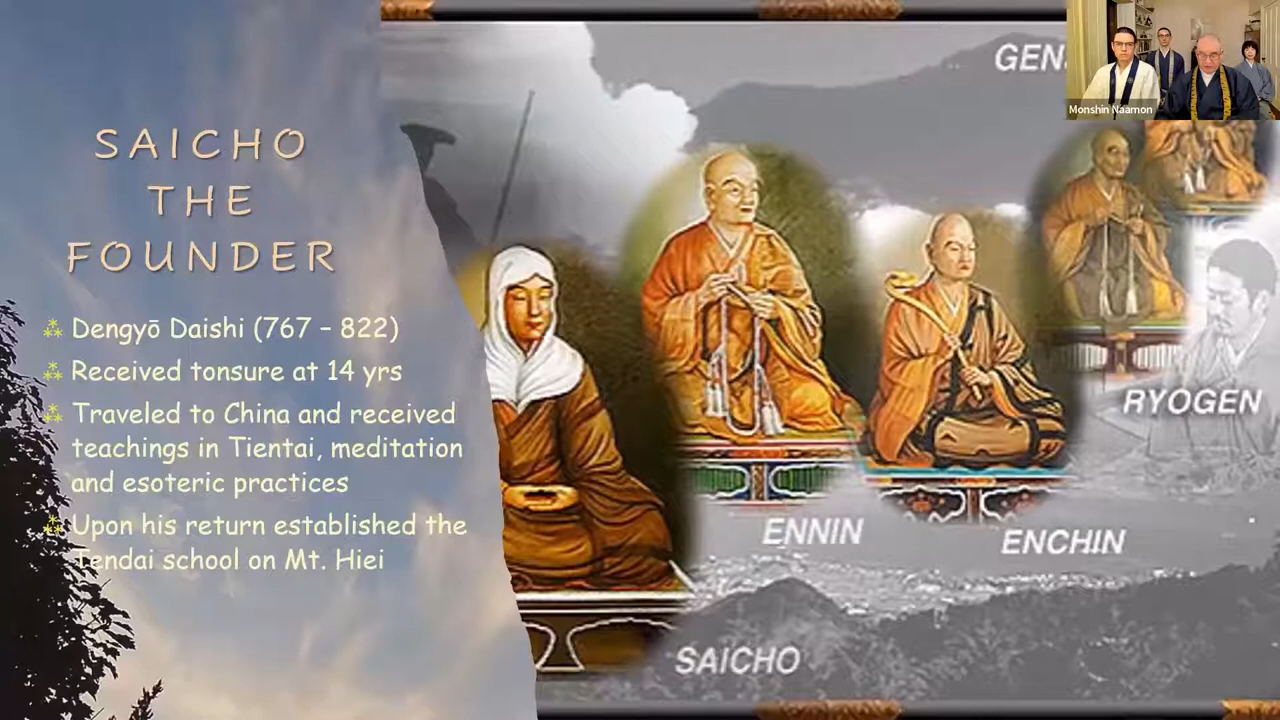 SAICHO
THE
FOUNDER
Dengyō Daishi (767 – 822)
Received tonsure at 14 yrs
Traveled to China and received
teachings in Tientai, meditation
and esoteric practices
Upon his return established the
Tendai school on Mt. Hiei
GEN
Monshin Naamon
RYOGEN
ENNIN
ENCHIN
SAICHO